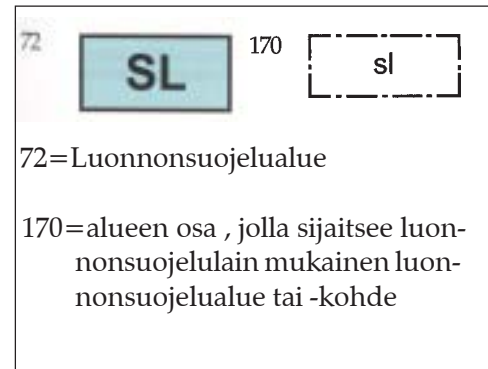 72 SL 170 sl
72=Luonnonsuojelualue
170=alueen osa , jolla sijaitsee luon-
nonsuojelulain mukainen luon-
nonsuojelualue tai -kohde